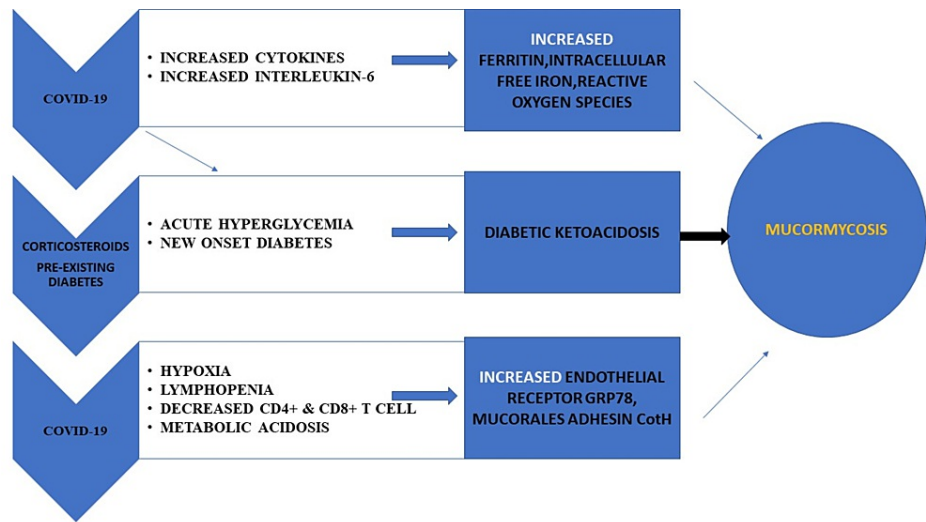 COVID-19
• INCREASED CYTOKINES
• INCREASED INTERLEUKIN-6
INCREASED
FERRITIN,INTRACELLULAR
FREE IRON,REACTIVE
OXYGEN SPECIES
CORTICOSTEROIDS
PRE-EXISTING
DIABETES
• ACUTE HYPERGLYCEMIA
• NEW ONSET DIABETES
DIABETIC KETOACIDOSIS
MUCORMYCOSIS
COVID-19
• HYPOXIA
• LYMPHOPENIA
• DECREASED CD4+ & CD8+ T CELL
• METABOLIC ACIDOSIS
INCREASED ENDOTHELIAL
RECEPTOR GRP78,
MUCORALES ADHESIN CotH